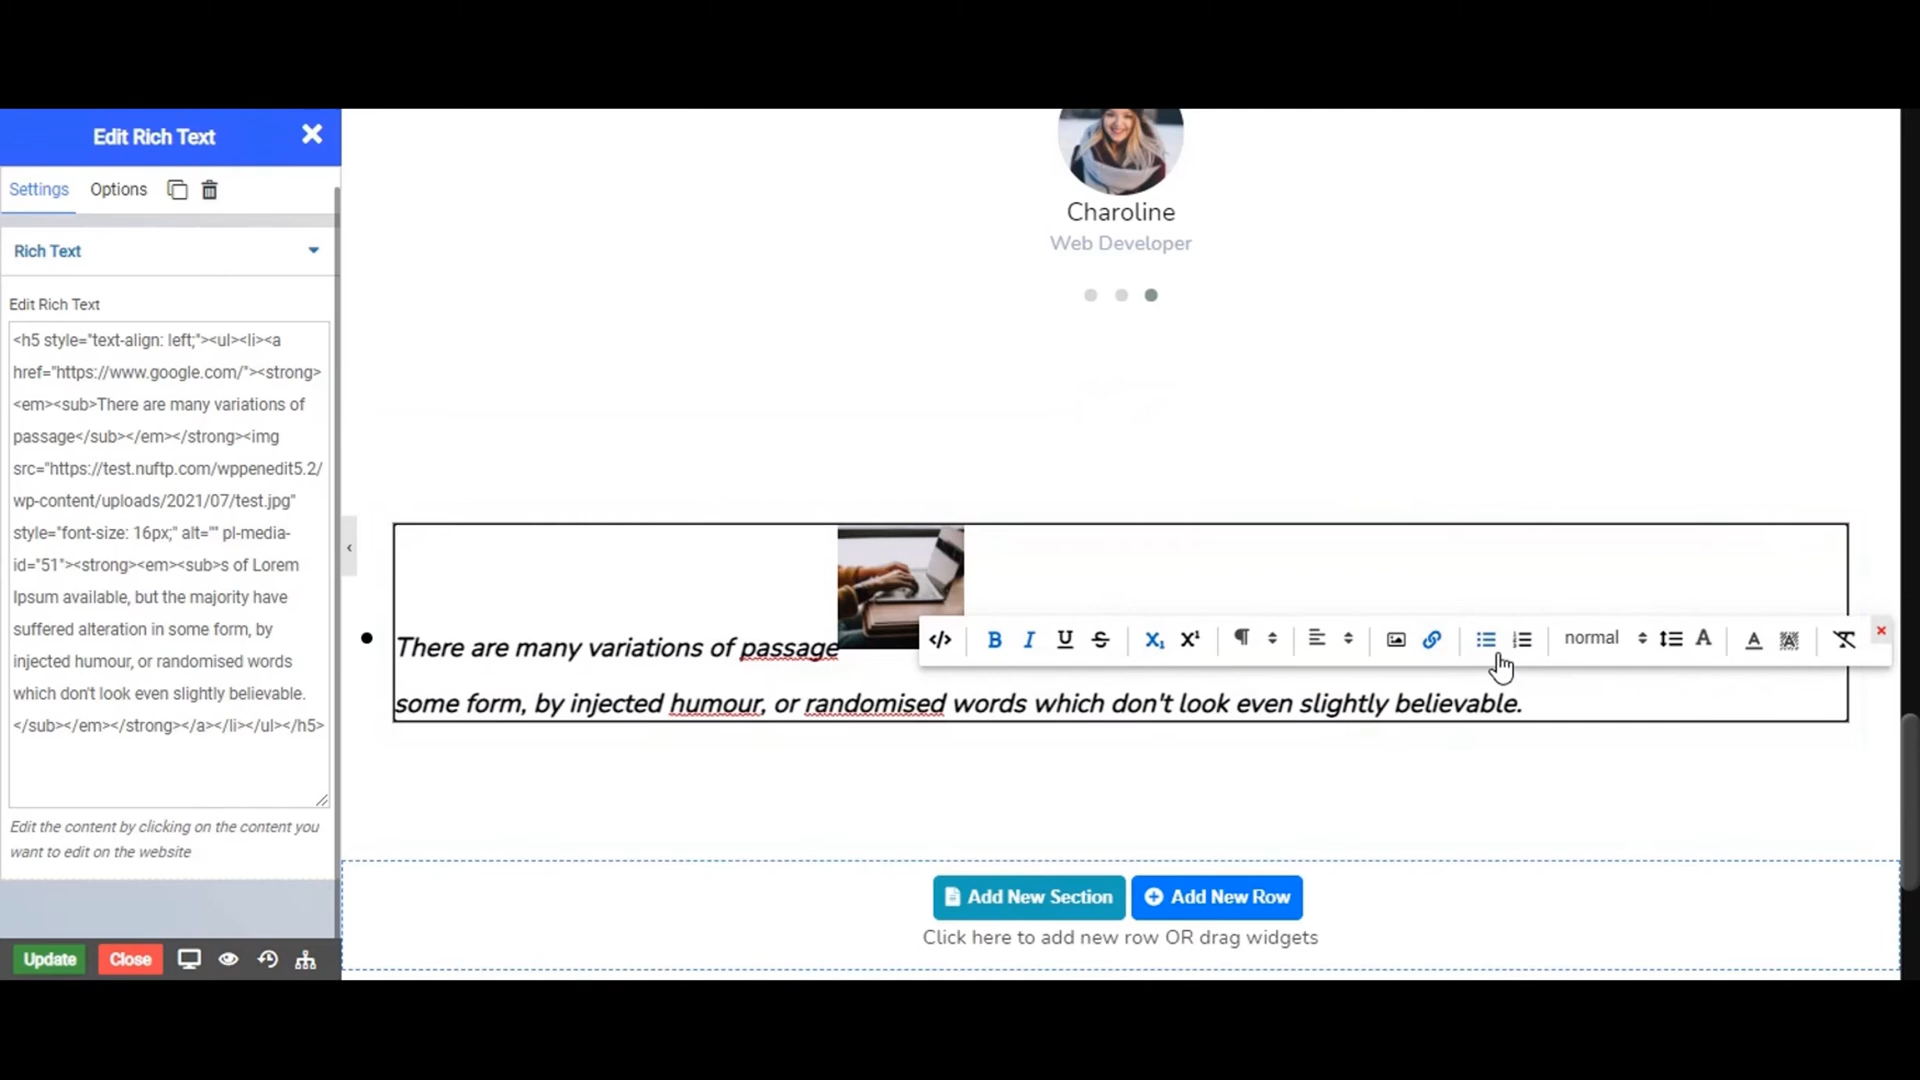 Edit Rich Text
Settings Options
Rich Text
Edit Rich Text
<h5 style="text-align: left;"><ul><li><a
href="https://www.google.com/"><strong>
<em><sub>There are many variations of
passage</sub></em></strong><img
src="https://test.nuftp.com/wppenedit5.2/
wp-content/uploads/2021/07/test.jpg"
style="font-size: 16px;" alt="" pl-media-
id="51"><strong><em><sub>s of Lorem
Ipsum available, but the majority have
suffered alteration in some form, by
injected humour, or randomised words
which don't look even slightly believable.
</sub></em></strong></a></li></ul></h5>
Edit the content by clicking on the content you
want to edit on the website
Update Close
Charoline
Web Developer
B I U S X₁ X¹ normal A A A
There are many variations of passage
some form, by injected humour, or randomised words which don't look even slightly believable.
Add New Section Add New Row
Click here to add new row OR drag widgets